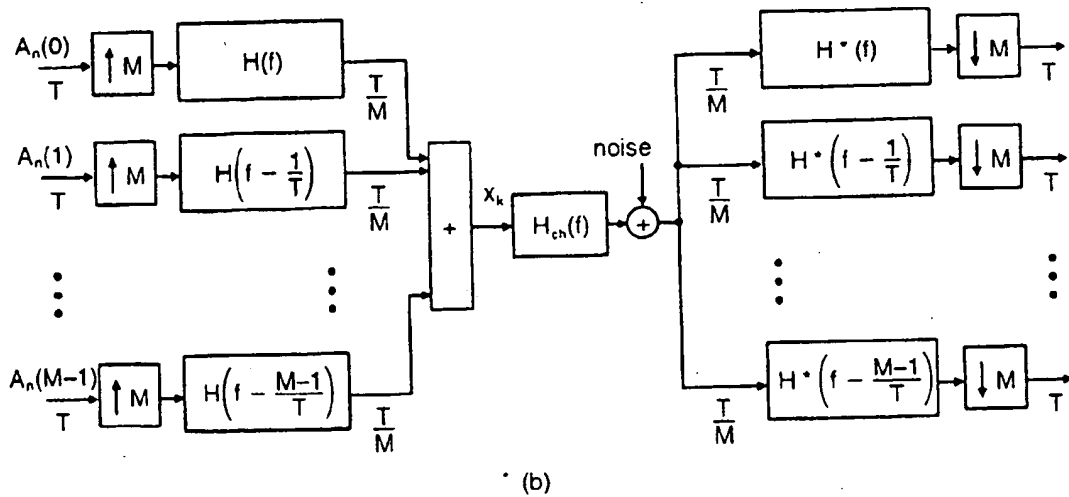 A_n(0)
T
↑ M
H(f)
T/M
A_n(1)
T
↑ M
H(f − 1/T)
T/M
A_n(M−1)
T
↑ M
H(f − (M−1)/T)
T/M
+
x_k
H_ch(f)
noise
+
T/M
H*(f)
↓ M
T
T/M
H*(f − 1/T)
↓ M
T
T/M
H*(f − (M−1)/T)
↓ M
T
(b)